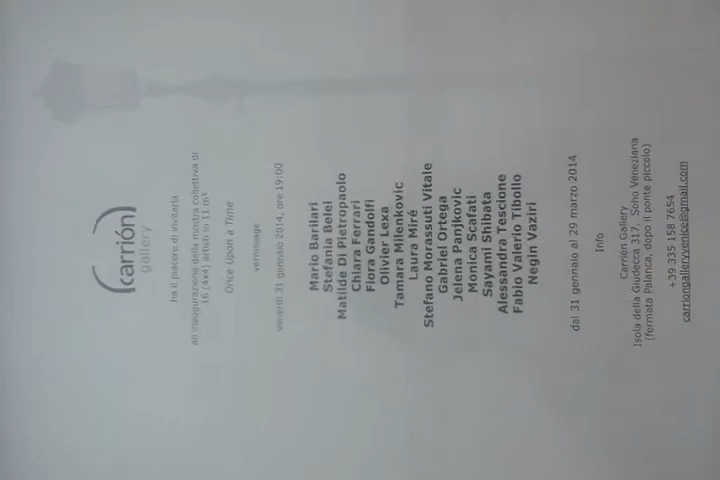 (carrión)
gallery
ha il piacere di invitarla
all'inaugurazione della mostra collettiva di
16 (4x4) artisti in 11 m²
Once Upon a Time
vernissage
venerdì 31 gennaio 2014, ore 19:00
Mario Barilari
Stefania Belei
Matilde Di Pietropaolo
Chiara Ferrari
Fiora Gandolfi
Olivier Lexa
Tamara Milenkovic
Laura Miré
Stefano Morassuti Vitale
Gabriel Ortega
Jelena Panjkovic
Monica Scafati
Sayami Shibata
Alessandra Tescione
Fabio Valerio Tibollo
Negin Vaziri
dal 31 gennaio al 29 marzo 2014
Info
Carrión Gallery
Isola della Giudecca 317, Soho Veneziana
(fermata Palanca, dopo il ponte piccolo)
+39 335 158 7654
carriongalleryvenice@gmail.com